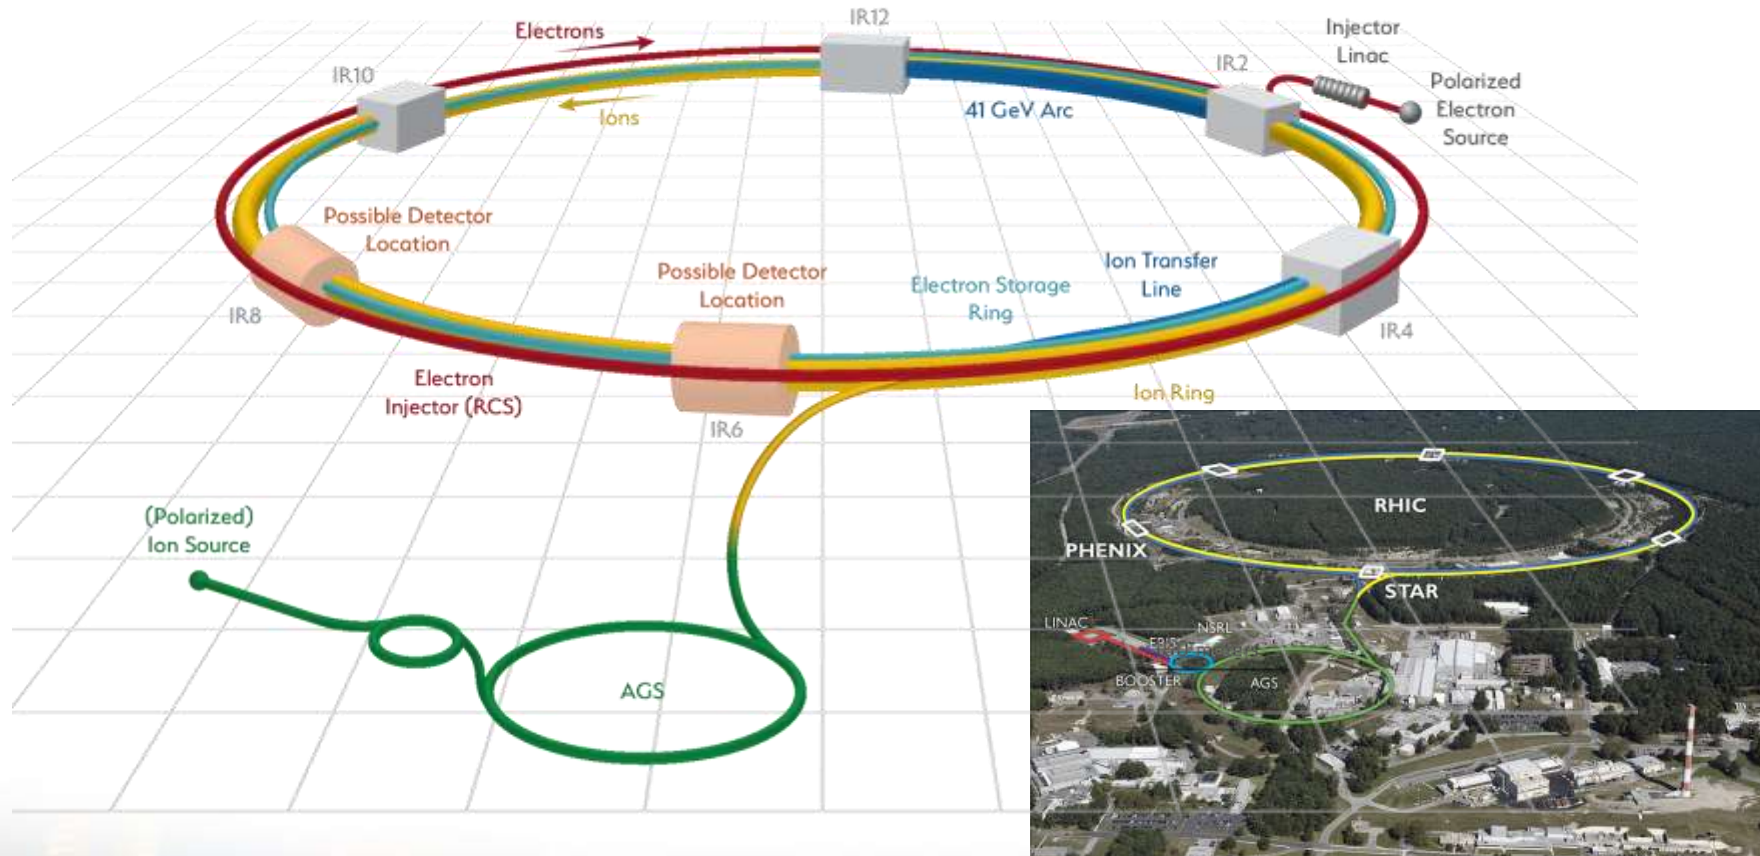 IR12
Electrons
Injector
Linac
IR10
IR2
Polarized
Electron
Source
41 GeV Arc
Ions
Possible Detector
Location
Possible Detector
Location
Ion Transfer
Line
Electron Storage
Ring
IR8
IR4
Electron
Injector (RCS)
Ion Ring
IR6
(Polarized)
Ion Source
AGS
RHIC
PHENIX
STAR
LINAC
NSRL
EBIS
BOOSTER
AGS